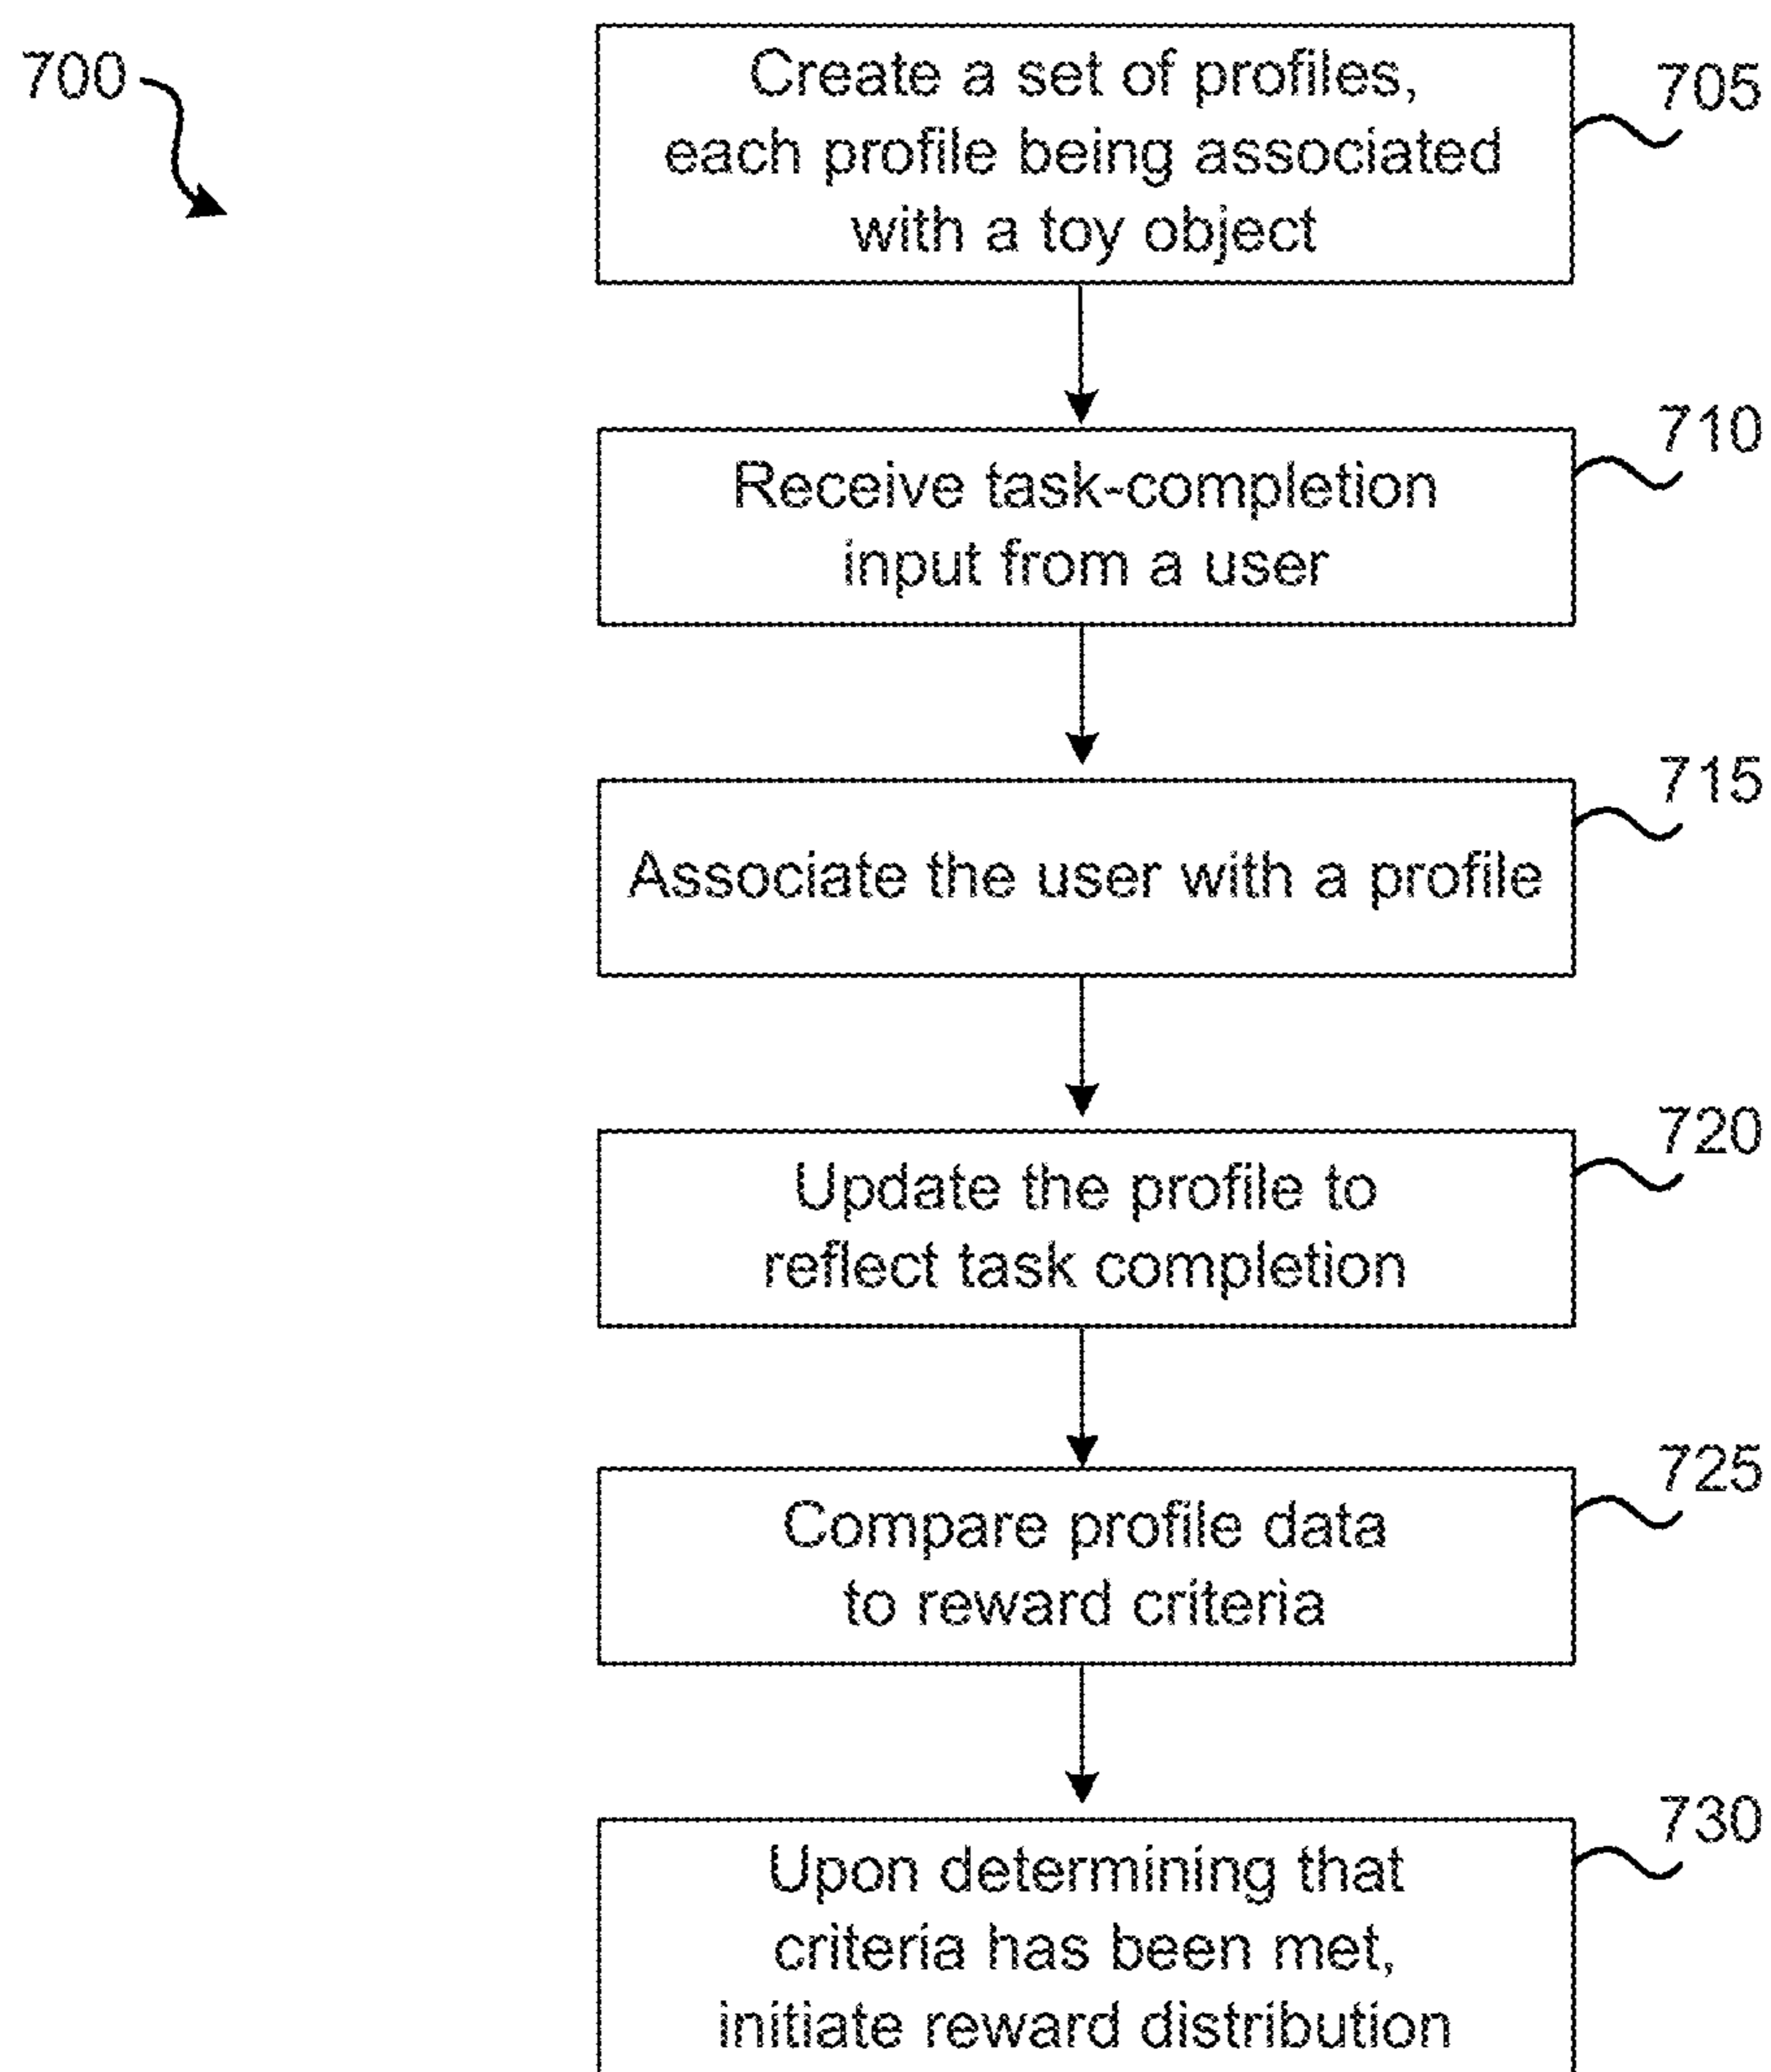 700
Create a set of profiles,
each profile being associated
with a toy object
705
Receive task-completion
input from a user
710
Associate the user with a profile
715
Update the profile to
reflect task completion
720
Compare profile data
to reward criteria
725
Upon determining that
criteria has been met,
initiate reward distribution
730